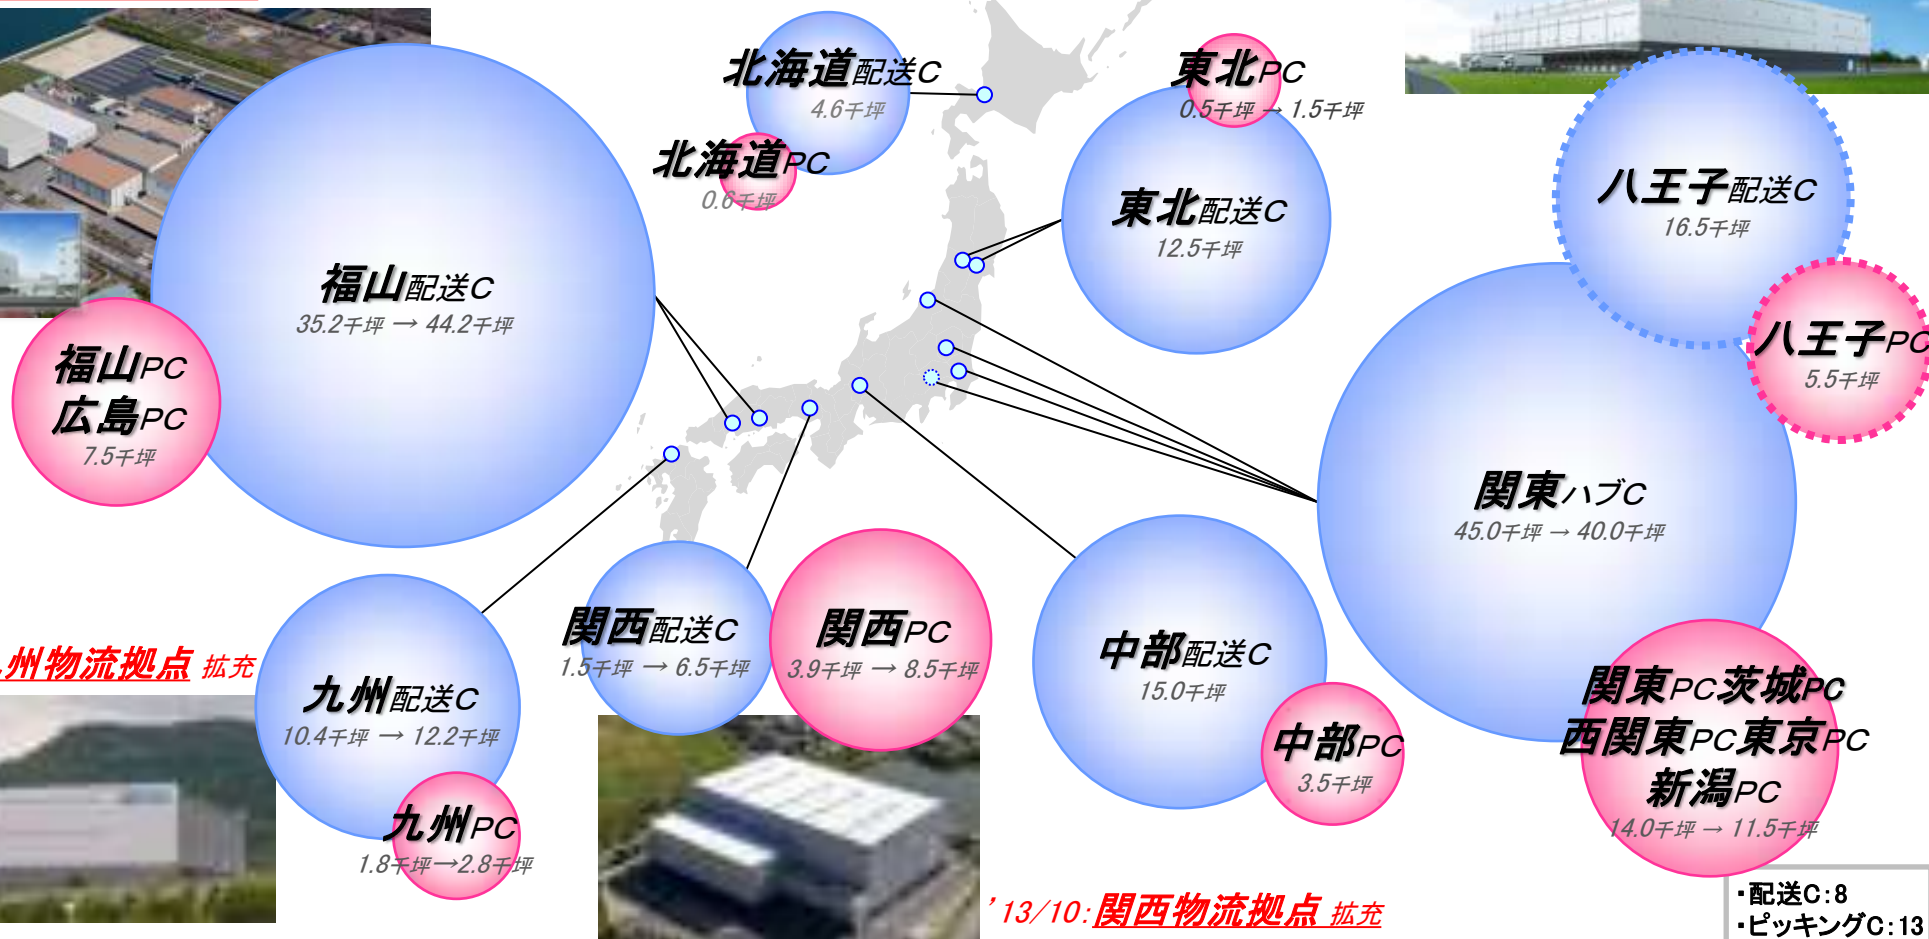 北海道配送C
4.6千坪
北海道PC
0.6千坪
東北PC
0.5千坪 → 1.5千坪
東北配送C
12.5千坪
八王子配送C
16.5千坪
八王子PC
5.5千坪
福山配送C
35.2千坪 → 44.2千坪
福山PC
広島PC
7.5千坪
関東ハブC
45.0千坪 → 40.0千坪
関西配送C
1.5千坪 → 6.5千坪
関西PC
3.9千坪 → 8.5千坪
中部配送C
15.0千坪
中部PC
3.5千坪
州物流拠点 拡充
九州配送C
10.4千坪 → 12.2千坪
九州PC
1.8千坪→2.8千坪
関東PC茨城PC
西関東PC東京PC
新潟PC
14.0千坪 → 11.5千坪
'13/10:関西物流拠点 拡充
・配送C:8
・ピッキングC:13